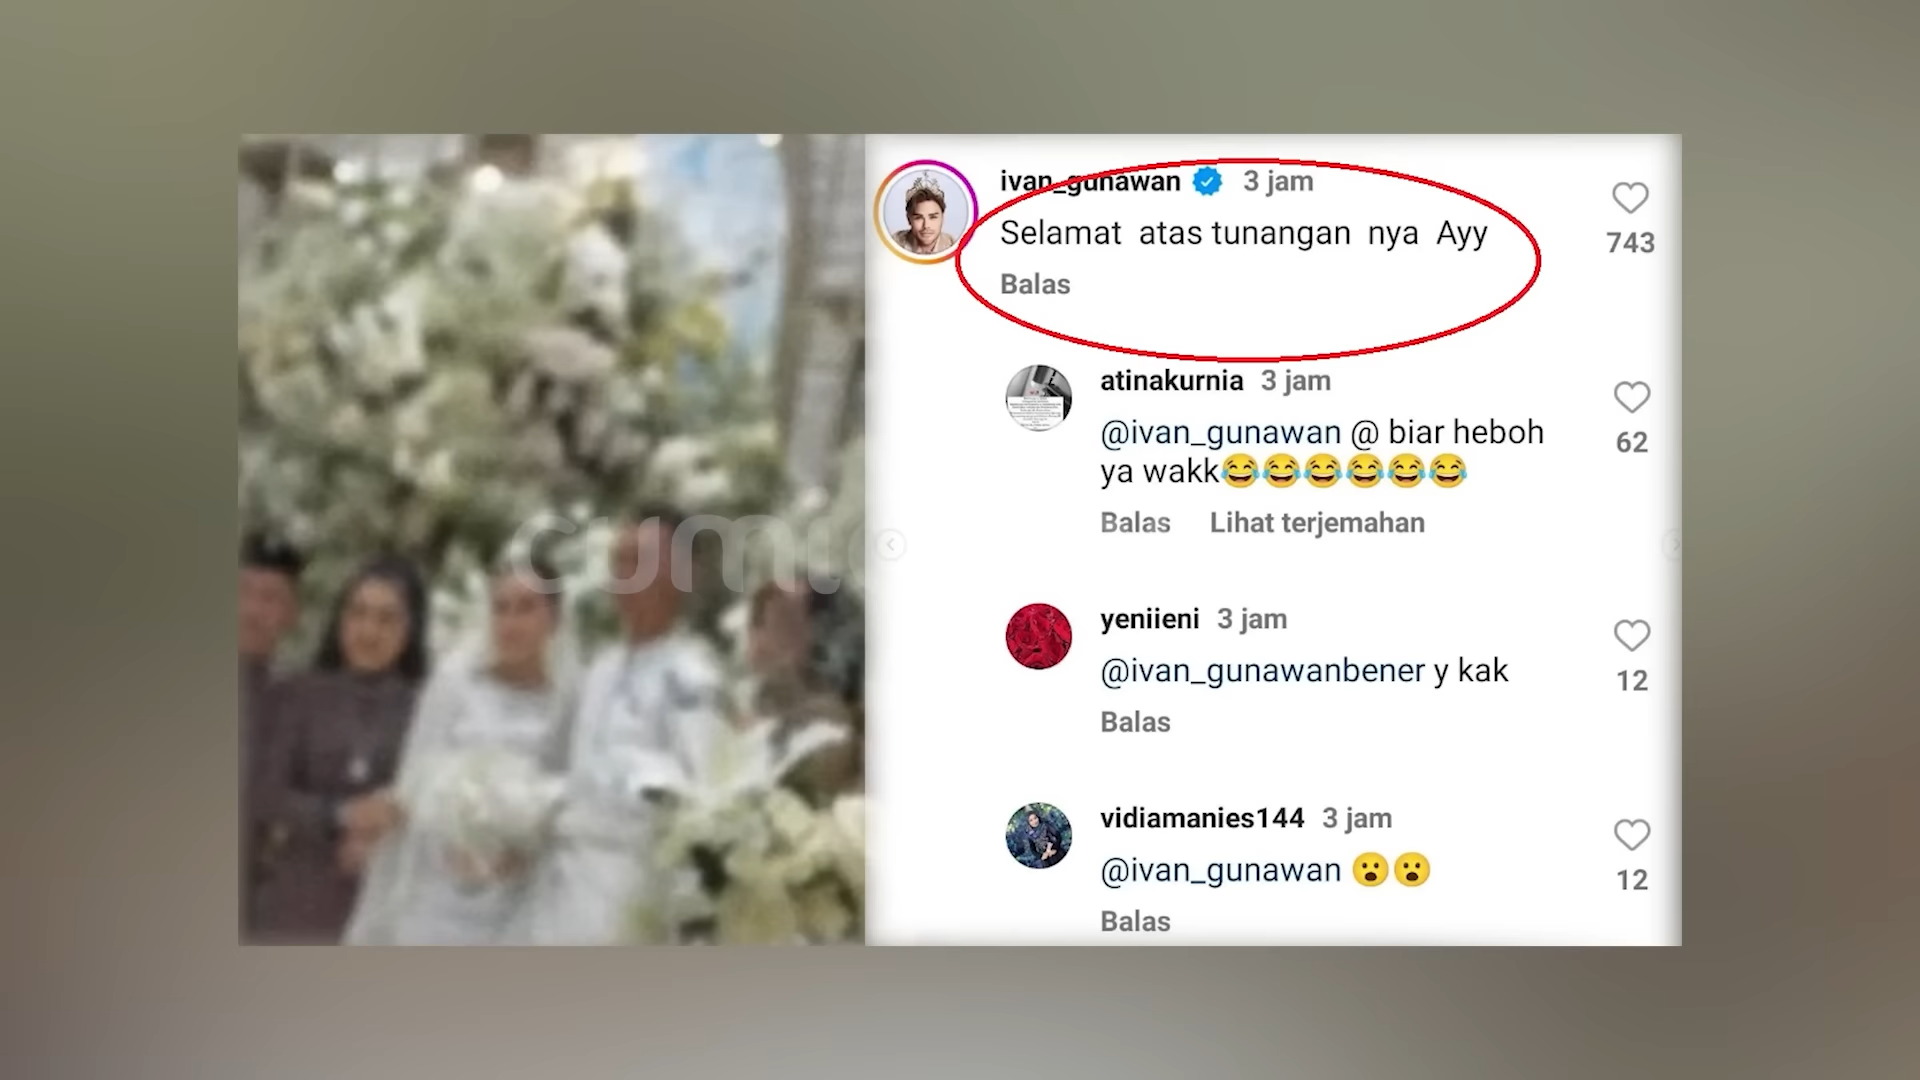 ivan_gunawan 3 jam
Selamat atas tunangan nya Ayy
Balas
743
atinakurnia 3 jam
@ivan_gunawan @ biar heboh
ya wakk😂😂😂😂😂😂
62
Balas Lihat terjemahan
yeniieni 3 jam
@ivan_gunawanbener y kak
12
Balas
vidiamanies144 3 jam
@ivan_gunawan 😮😮
12
Balas
cumi